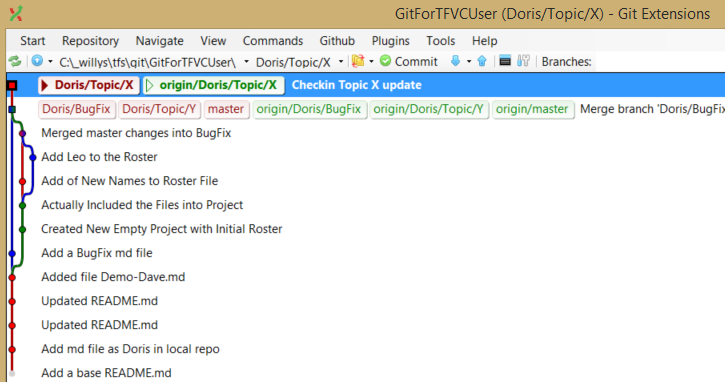 GitForTFVCUser (Doris/Topic/X) - Git Extensions
Start Repository Navigate View Commands Github Plugins Tools Help
C:\_willys\tfs\git\GitForTFVCUser\ Doris/Topic/X Commit Branches:
Doris/Topic/X origin/Doris/Topic/X Checkin Topic X update
Doris/BugFix Doris/Topic/Y master origin/Doris/BugFix origin/Doris/Topic/Y origin/master Merge branch 'Doris/BugFix
Merged master changes into BugFix
Add Leo to the Roster
Add of New Names to Roster File
Actually Included the Files into Project
Created New Empty Project with Initial Roster
Add a BugFix md file
Added file Demo-Dave.md
Updated README.md
Updated README.md
Add md file as Doris in local repo
Add a base README.md